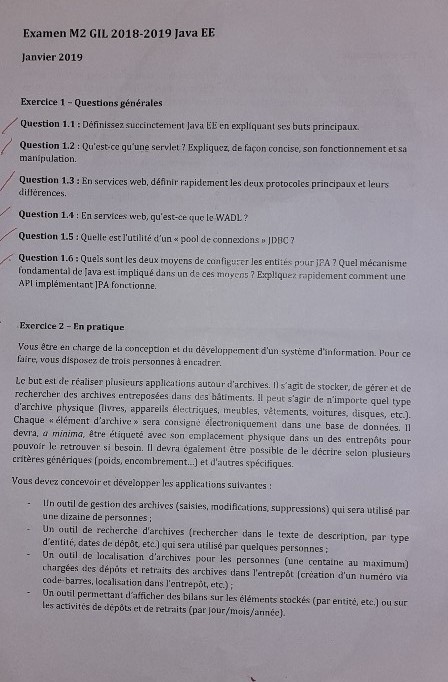 Examen M2 GIL 2018-2019 Java EE
Janvier 2019
Exercice 1 – Questions générales
Question 1.1 : Définissez succinctement Java EE en expliquant ses buts principaux.
Question 1.2 : Qu'est-ce qu'une servlet ? Expliquez, de façon concise, son fonctionnement et sa
manipulation.
Question 1.3 : En services web, définir rapidement les deux protocoles principaux et leurs
différences.
Question 1.4 : En services web, qu'est-ce que le WADL ?
Question 1.5 : Quelle est l'utilité d'un « pool de connexions » JDBC ?
Question 1.6 : Quels sont les deux moyens de configurer les entités pour JPA ? Quel mécanisme
fondamental de Java est impliqué dans un de ces moyens ? Expliquez rapidement comment une
API implémentant JPA fonctionne.
Exercice 2 – En pratique
Vous être en charge de la conception et du développement d'un système d'information. Pour ce
faire, vous disposez de trois personnes à encadrer.
Le but est de réaliser plusieurs applications autour d'archives. Il s'agit de stocker, de gérer et de
rechercher des archives entreposées dans des bâtiments. Il peut s'agir de n'importe quel type
d'archive physique (livres, appareils électriques, meubles, vêtements, voitures, disques, etc.).
Chaque « élément d'archive » sera consigné électroniquement dans une base de données. Il
devra, a minima, être étiqueté avec son emplacement physique dans un des entrepôts pour
pouvoir le retrouver si besoin. Il devra également être possible de le décrire selon plusieurs
critères génériques (poids, encombrement...) et d'autres spécifiques.
Vous devez concevoir et développer les applications suivantes :
- Un outil de gestion des archives (saisies, modifications, suppressions) qui sera utilisé par
une dizaine de personnes ;
- Un outil de recherche d'archives (rechercher dans le texte de description, par type
d'entité, dates de dépôt, etc.) qui sera utilisé par quelques personnes ;
- Un outil de localisation d'archives pour les personnes (une centaine au maximum)
chargées des dépôts et retraits des archives dans l'entrepôt (création d'un numéro via
code-barres, localisation dans l'entrepôt, etc.) ;
- Un outil permettant d'afficher des bilans sur les éléments stockés (par entité, etc.) ou sur
les activités de dépôts et de retraits (par jour/mois/année).